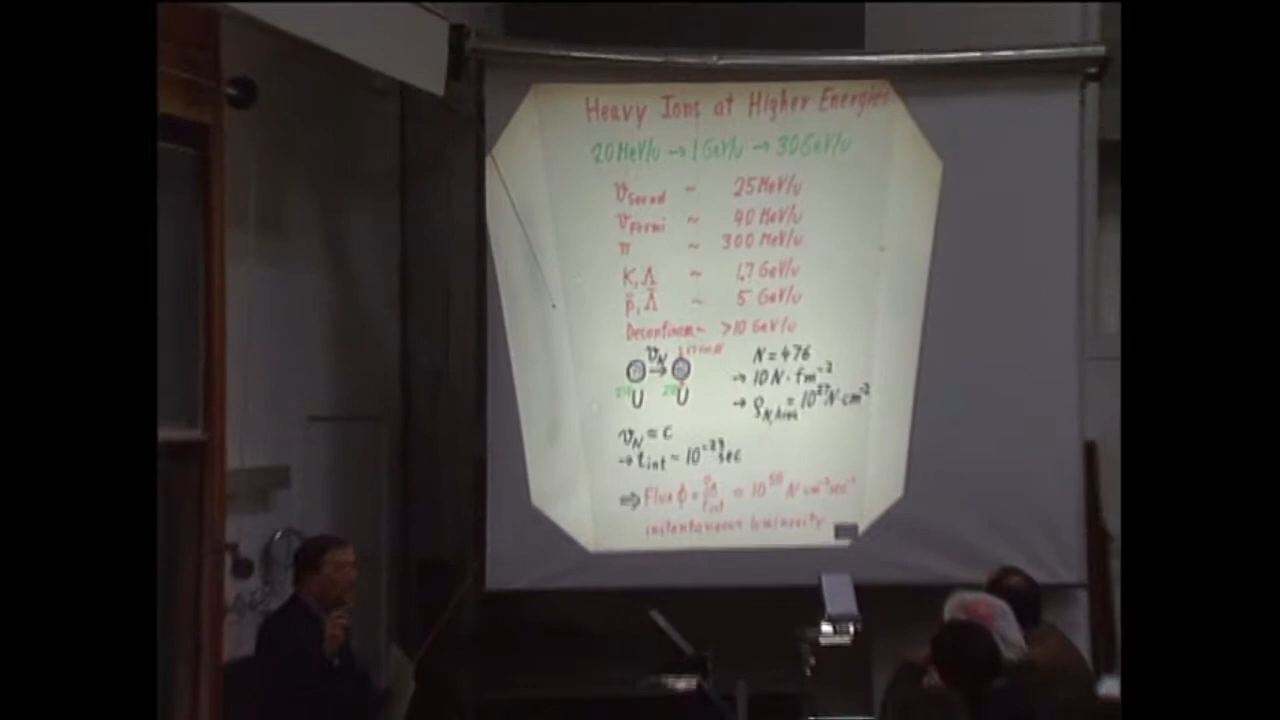 Heavy Ions at Higher Energies
20 MeV/u → 1 GeV/u → 30 GeV/u
v_Sound ~ 25 MeV/u
v_Fermi ~ 40 MeV/u
π ~ 300 MeV/u
K, Λ ~ 1,7 GeV/u
p̄, Λ̄ ~ 5 GeV/u
Deconfinem~ >10 GeV/u
v_N →
U U
N = 476
→ 10 N · fm⁻²
→ ρ_N,Area = 10²⁷ N·cm⁻²
v_N ≈ c
→ t_int ≈ 10⁻²³ sec
⇒ Flux ϕ = = 10⁵⁰ N cm⁻² sec⁻¹
instantaneous luminosity